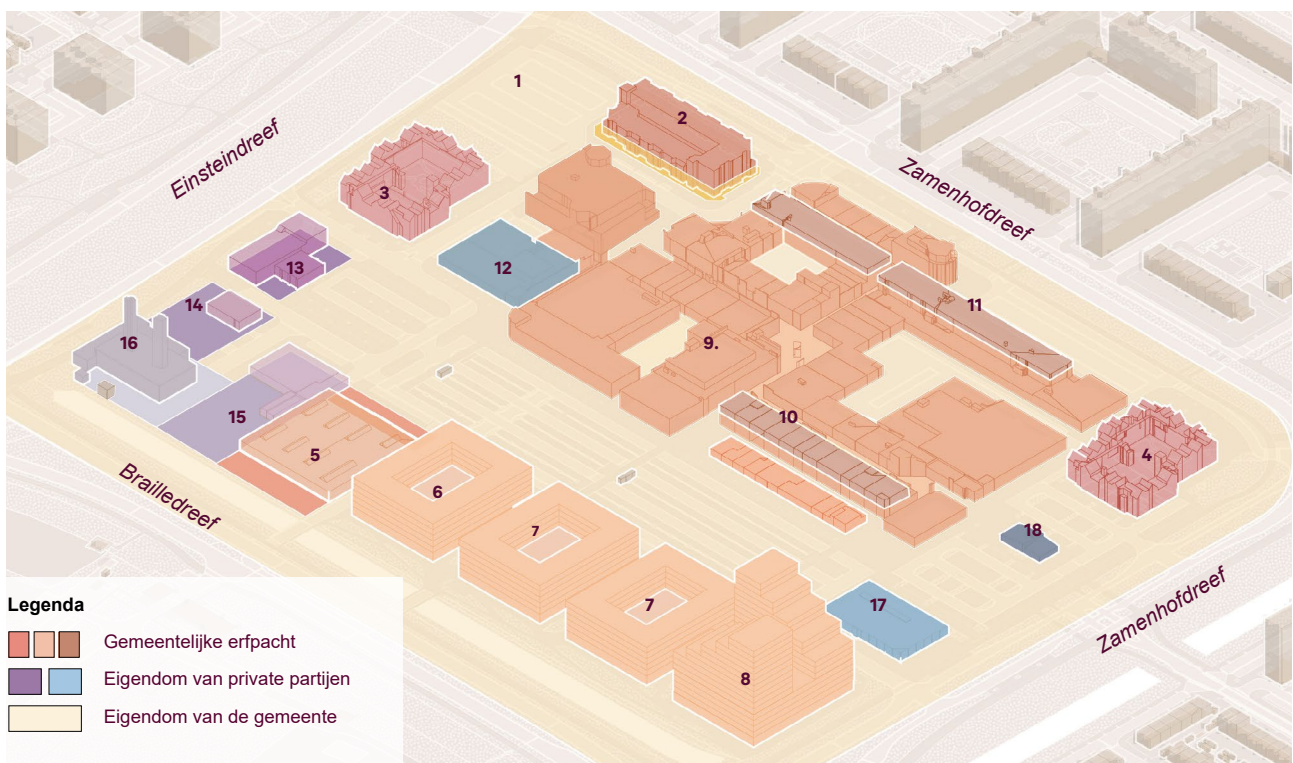 1
2
Einsteindreef
Zamenhofdreef
3
13
12
11
14
16
9.
10
15
5
4
6
Brailledreef
7
18
7
17
Zamenhofdreef
8
Legenda
Gemeentelijke erfpacht
Eigendom van private partijen
Eigendom van de gemeente